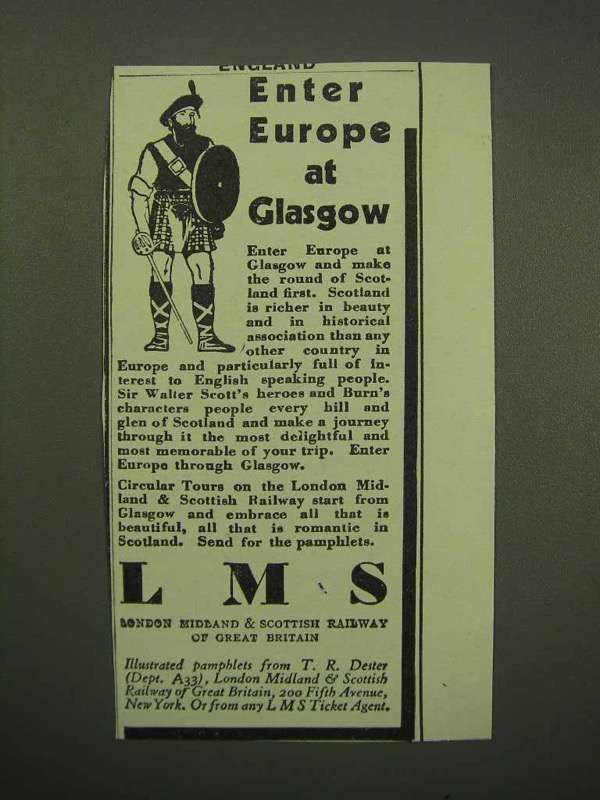 ENGLAND
Enter
Europe
at
Glasgow
Enter Europe at
Glasgow and make
the round of Scot-
land first. Scotland
is richer in beauty
and in historical
association than any
other country in
Europe and particularly full of in-
terest to English speaking people.
Sir Walter Scott's heroes and Burn's
characters people every hill and
glen of Scotland and make a journey
through it the most delightful and
most memorable of your trip. Enter
Europe through Glasgow.
Circular Tours on the London Mid-
land & Scottish Railway start from
Glasgow and embrace all that is
beautiful, all that is romantic in
Scotland. Send for the pamphlets.
L M S
LONDON MIDLAND & SCOTTISH RAILWAY
OF GREAT BRITAIN
Illustrated pamphlets from T. R. Dester
(Dept. A33), London Midland & Scottish
Railway of Great Britain, 200 Fifth Avenue,
New York. Or from any L M S Ticket Agent.